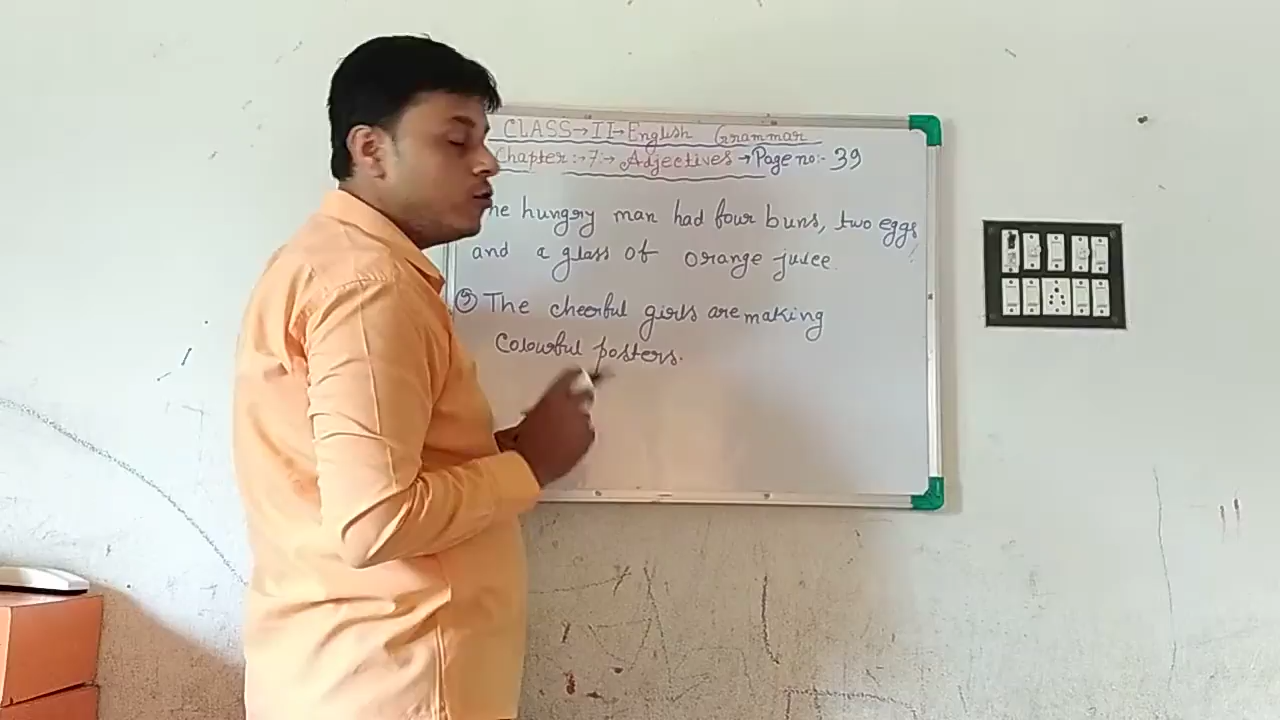 CLASS→II→English Grammar
Chapter:-7:→Adjectives→Page no:- 39
he hungry man had four buns, two eggs
and a glass of orange juice.
The cheerful girls are making
Colourful posters.